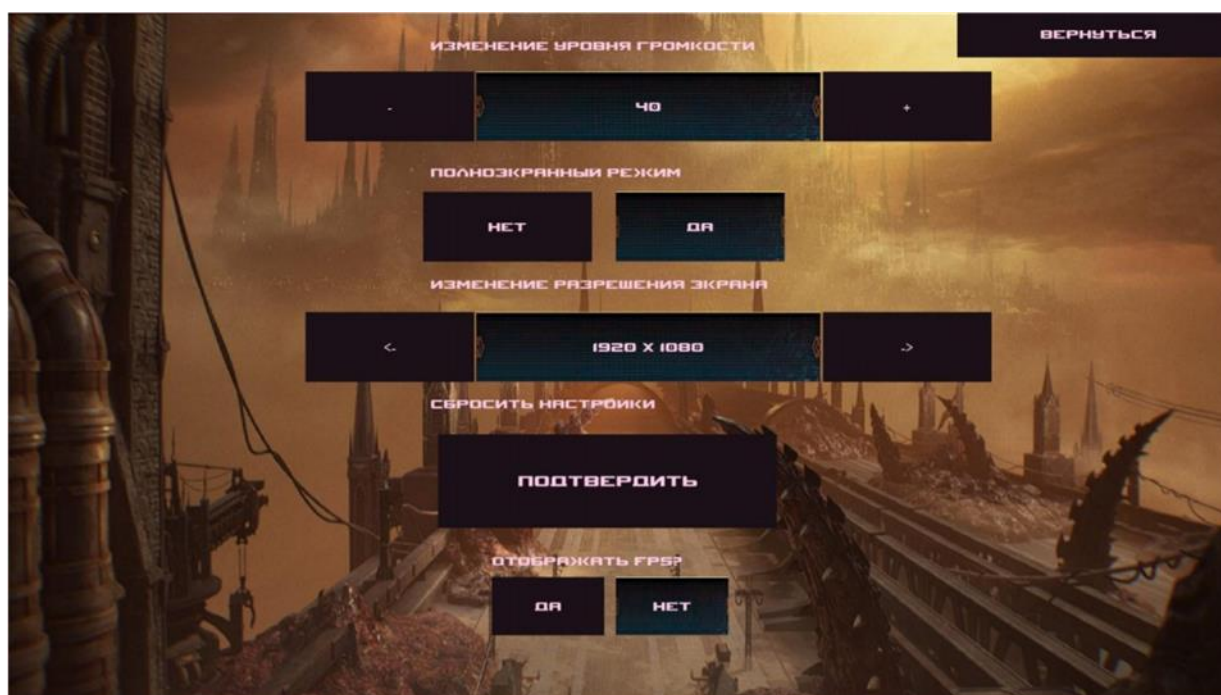 ВЕРНУТЬСЯ
ИЗМЕНЕНИЕ УРОВНЯ ГРОМКОСТИ
- 40 +
ПОЛНОЭКРАННЫЙ РЕЖИМ
НЕТ ДА
ИЗМЕНЕНИЕ РАЗРЕШЕНИЯ ЭКРАНА
<- 1920 X 1080 ->
СБРОСИТЬ НАСТРОЙКИ
ПОДТВЕРДИТЬ
ОТОБРАЖАТЬ FPS?
ДА НЕТ